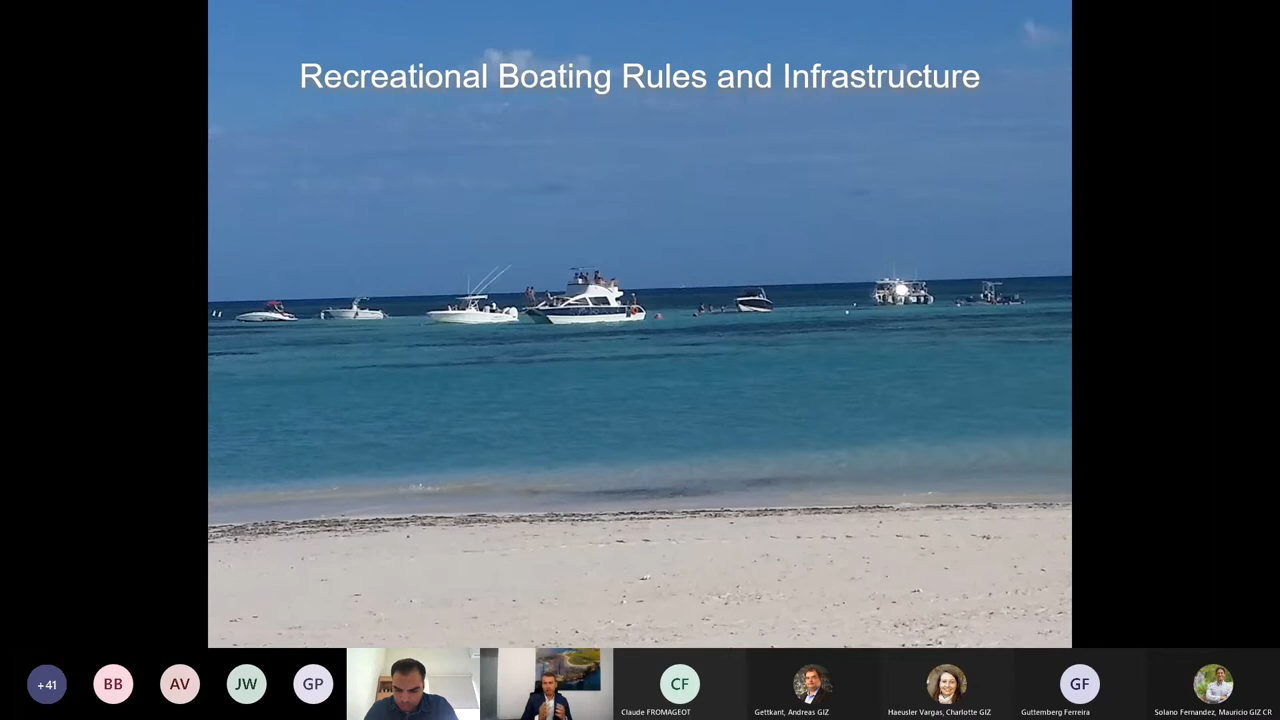 Recreational Boating Rules and Infrastructure
+41
BB
AV
JW
GP
CF
GF
Claude FROMAGEOT
Gettkant, Andreas GIZ
Haeusler Vargas, Charlotte GIZ
Guttemberg Ferreira
Solano Fernandez, Mauricio GIZ CR